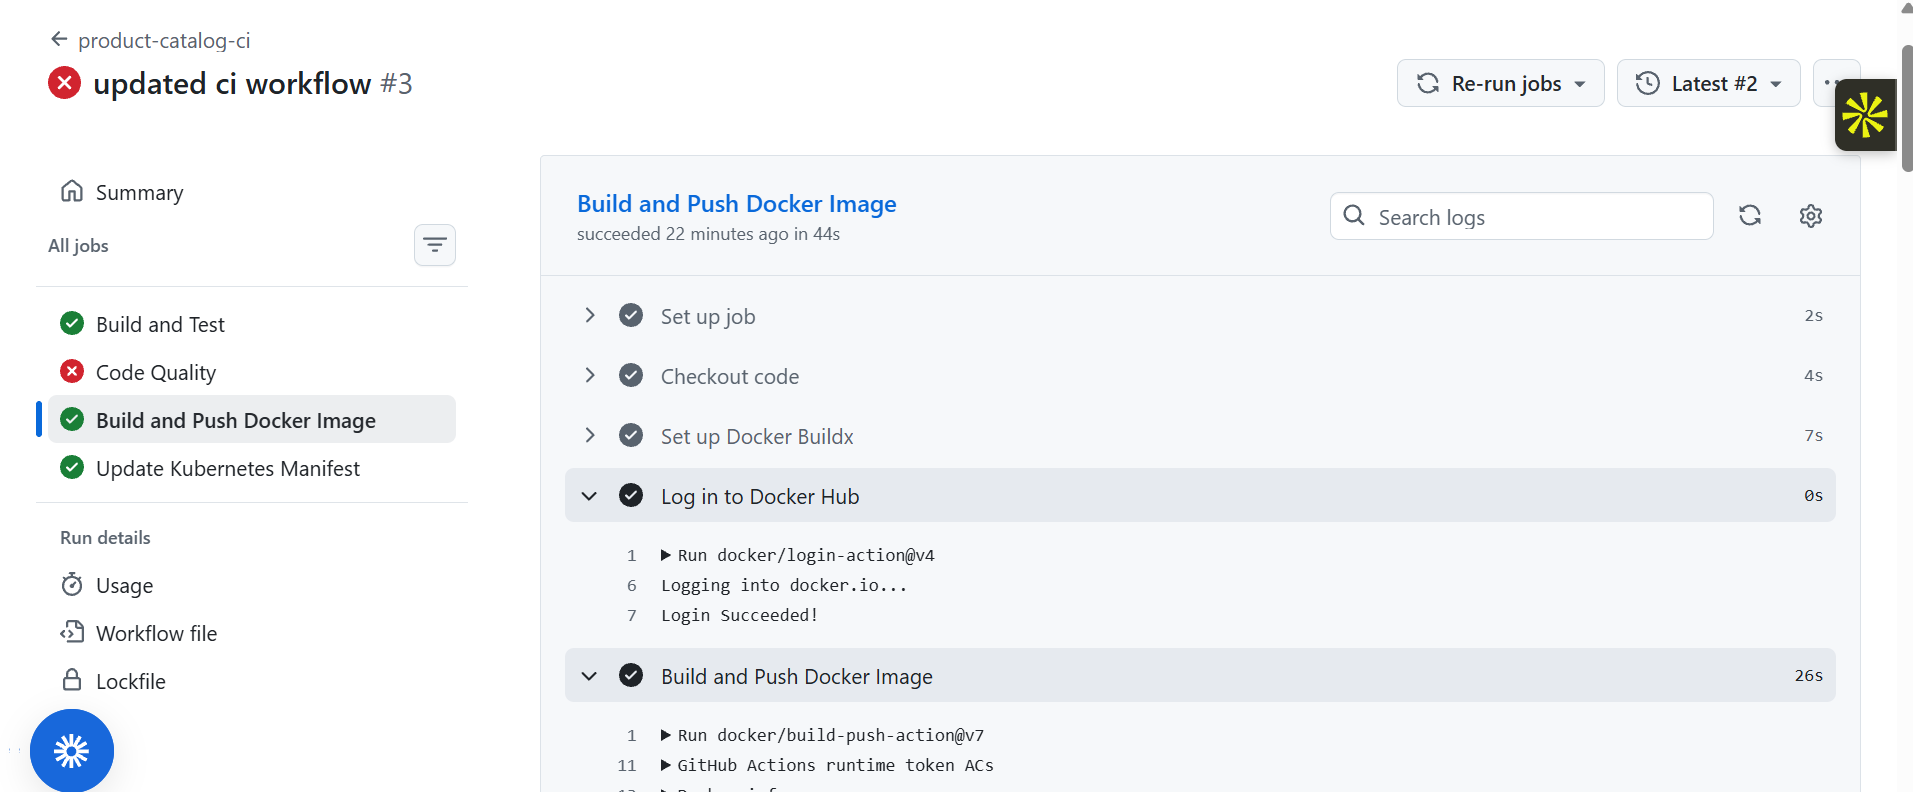 product-catalog-ci
updated ci workflow #3
Re-run jobs
Latest #2
Summary
All jobs
Build and Test
Code Quality
Build and Push Docker Image
Update Kubernetes Manifest
Run details
Usage
Workflow file
Lockfile
Build and Push Docker Image
succeeded 22 minutes ago in 44s
Search logs
Set up job 2s
Checkout code 4s
Set up Docker Buildx 7s
Log in to Docker Hub 0s
1 Run docker/login-action@v4
6 Logging into docker.io...
7 Login Succeeded!
Build and Push Docker Image 26s
1 Run docker/build-push-action@v7
11 GitHub Actions runtime token ACs